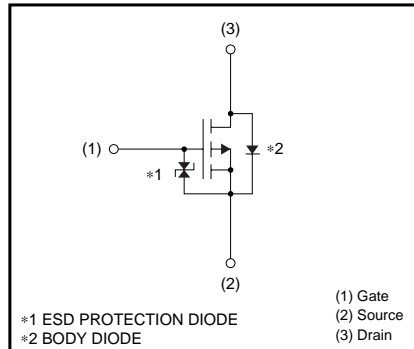 (3)
(1)
∗2
∗1
(2)
∗1 ESD PROTECTION DIODE
∗2 BODY DIODE
(1) Gate
(2) Source
(3) Drain